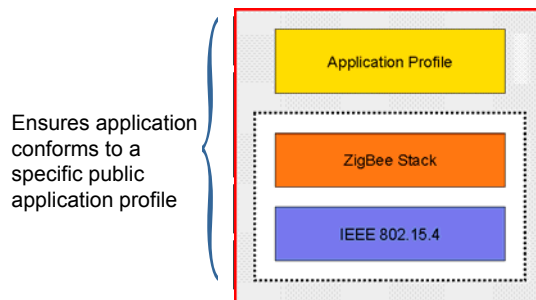 Ensures application
conforms to a
specific public
application profile
Application Profile
ZigBee Stack
IEEE 802.15.4